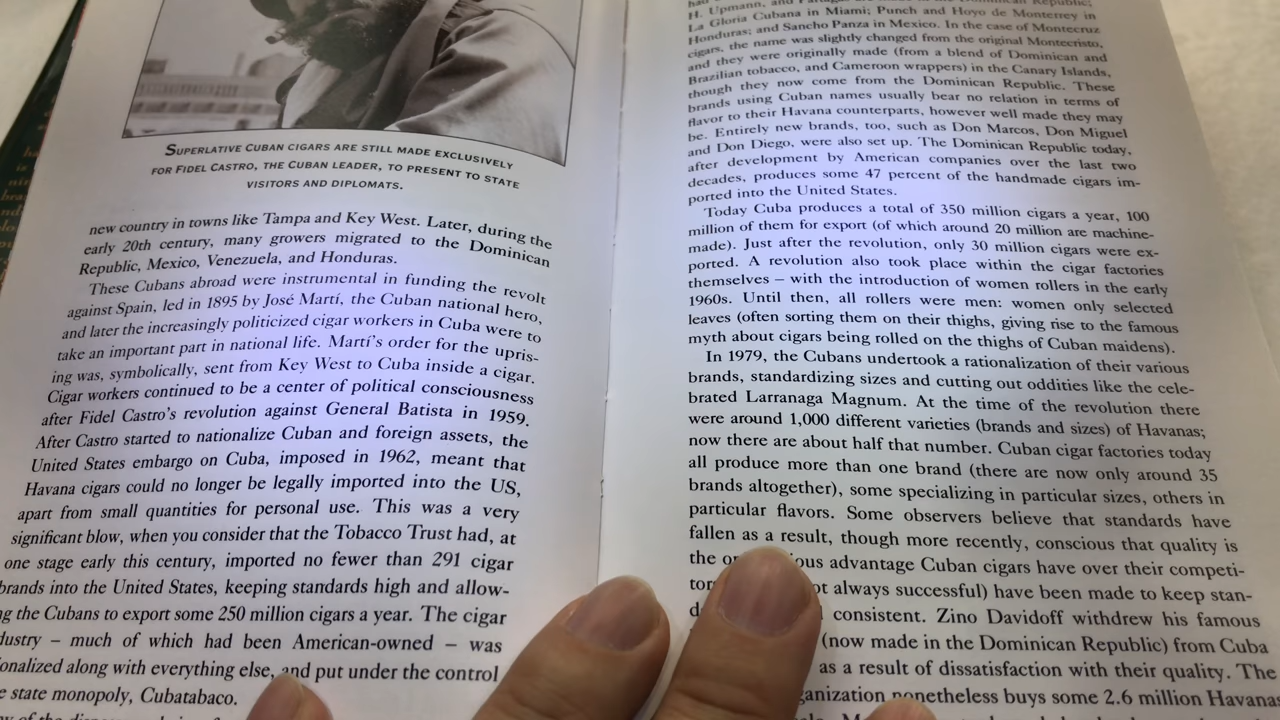 SUPERLATIVE CUBAN CIGARS ARE STILL MADE EXCLUSIVELY
FOR FIDEL CASTRO, THE CUBAN LEADER, TO PRESENT TO STATE
VISITORS AND DIPLOMATS.
new country in towns like Tampa and Key West. Later, during the
early 20th century, many growers migrated to the Dominican
Republic, Mexico, Venezuela, and Honduras.
These Cubans abroad were instrumental in funding the revolt
against Spain, led in 1895 by José Martí, the Cuban national hero,
and later the increasingly politicized cigar workers in Cuba were to
take an important part in national life. Martí's order for the upris-
ing was, symbolically, sent from Key West to Cuba inside a cigar.
Cigar workers continued to be a center of political consciousness
after Fidel Castro's revolution against General Batista in 1959.
After Castro started to nationalize Cuban and foreign assets, the
United States embargo on Cuba, imposed in 1962, meant that
Havana cigars could no longer be legally imported into the US,
apart from small quantities for personal use. This was a very
significant blow, when you consider that the Tobacco Trust had, at
one stage early this century, imported no fewer than 291 cigar
brands into the United States, keeping standards high and allow-
ng the Cubans to export some 250 million cigars a year. The cigar
dustry – much of which had been American-owned – was
onalized along with everything else, and put under the control
e state monopoly, Cubatabaco.
H. Upmann, and
La Gloria Cubana in Miami; Punch and Hoyo de Monterrey in
Honduras; and Sancho Panza in Mexico. In the case of Montecruz
cigars, the name was slightly changed from the original Montecristo,
and they were originally made (from a blend of Dominican and
Brazilian tobacco, and Cameroon wrappers) in the Canary Islands,
though they now come from the Dominican Republic. These
brands using Cuban names usually bear no relation in terms of
flavor to their Havana counterparts, however well made they may
be. Entirely new brands, too, such as Don Marcos, Don Miguel
and Don Diego, were also set up. The Dominican Republic today,
after development by American companies over the last two
decades, produces some 47 percent of the handmade cigars im-
ported into the United States.
Today Cuba produces a total of 350 million cigars a year, 100
million of them for export (of which around 20 million are machine-
made). Just after the revolution, only 30 million cigars were ex-
ported. A revolution also took place within the cigar factories
themselves – with the introduction of women rollers in the early
1960s. Until then, all rollers were men: women only selected
leaves (often sorting them on their thighs, giving rise to the famous
myth about cigars being rolled on the thighs of Cuban maidens).
In 1979, the Cubans undertook a rationalization of their various
brands, standardizing sizes and cutting out oddities like the cele-
brated Larranaga Magnum. At the time of the revolution there
were around 1,000 different varieties (brands and sizes) of Havanas;
now there are about half that number. Cuban cigar factories today
all produce more than one brand (there are now only around 35
brands altogether), some specializing in particular sizes, others in
particular flavors. Some observers believe that standards have
fallen as a result, though more recently, conscious that quality is
the ous advantage Cuban cigars have over their competi-
tor ot always successful) have been made to keep stan-
d consistent. Zino Davidoff withdrew his famous
(now made in the Dominican Republic) from Cuba
as a result of dissatisfaction with their quality. The
ganization nonetheless buys some 2.6 million Havanas